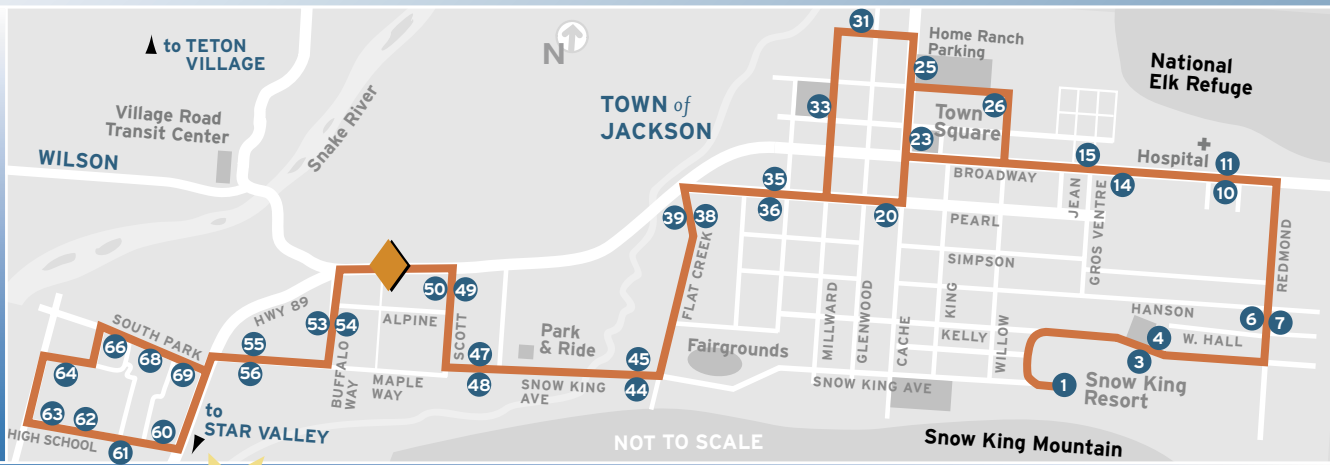 to TETON
VILLAGE
N
31
Home Ranch
Parking
25
National
Elk Refuge
Village Road
Transit Center
Snake River
TOWN of
JACKSON
33
26
Town
Square
23
WILSON
15
Hospital
11
BROADWAY
14
10
35
36
39
38
20
PEARL
JEAN
GROS VENTRE
REDMOND
SIMPSON
FLAT CREEK
MILLWARD
GLENWOOD
CACHE
KING
KELLY
WILLOW
HANSON
6
7
4
W. HALL
3
50
49
HWY 89
53
54
ALPINE
SCOTT
SOUTH PARK
55
56
BUFFALO
WAY
MAPLE
WAY
47
48
Park
& Ride
SNOW KING
AVE
45
44
Fairgrounds
SNOW KING AVE
1
Snow King
Resort
66
68
69
64
63
62
61
60
HIGH SCHOOL
to
STAR VALLEY
NOT TO SCALE
Snow King Mountain